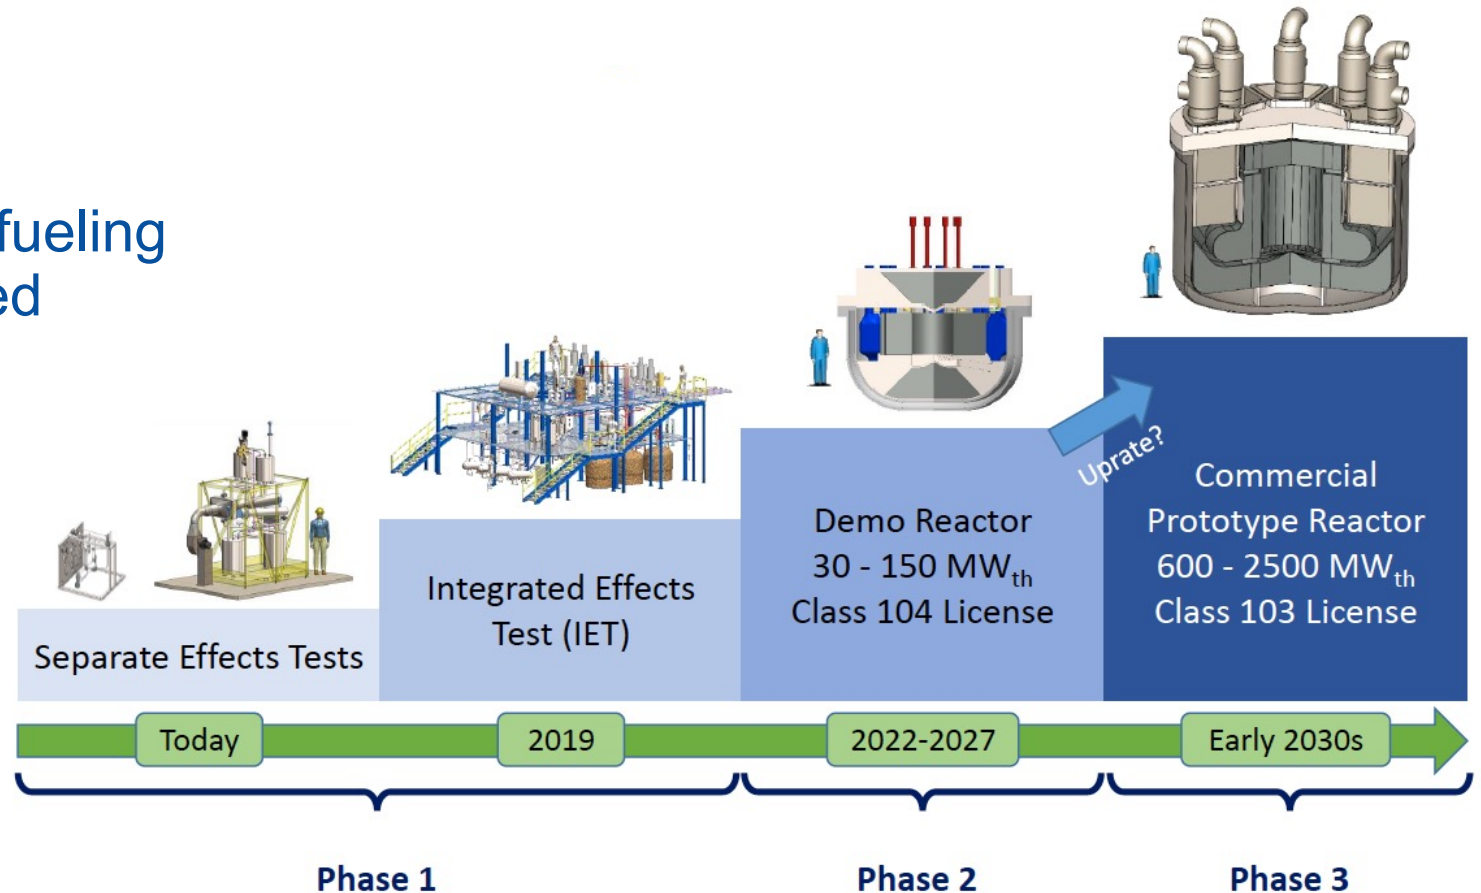 fueling
ed
Uprate?
Separate Effects Tests
Integrated Effects
Test (IET)
Demo Reactor
30 - 150 MWth
Class 104 License
Commercial
Prototype Reactor
600 - 2500 MWth
Class 103 License
Today
2019
2022-2027
Early 2030s
Phase 1
Phase 2
Phase 3